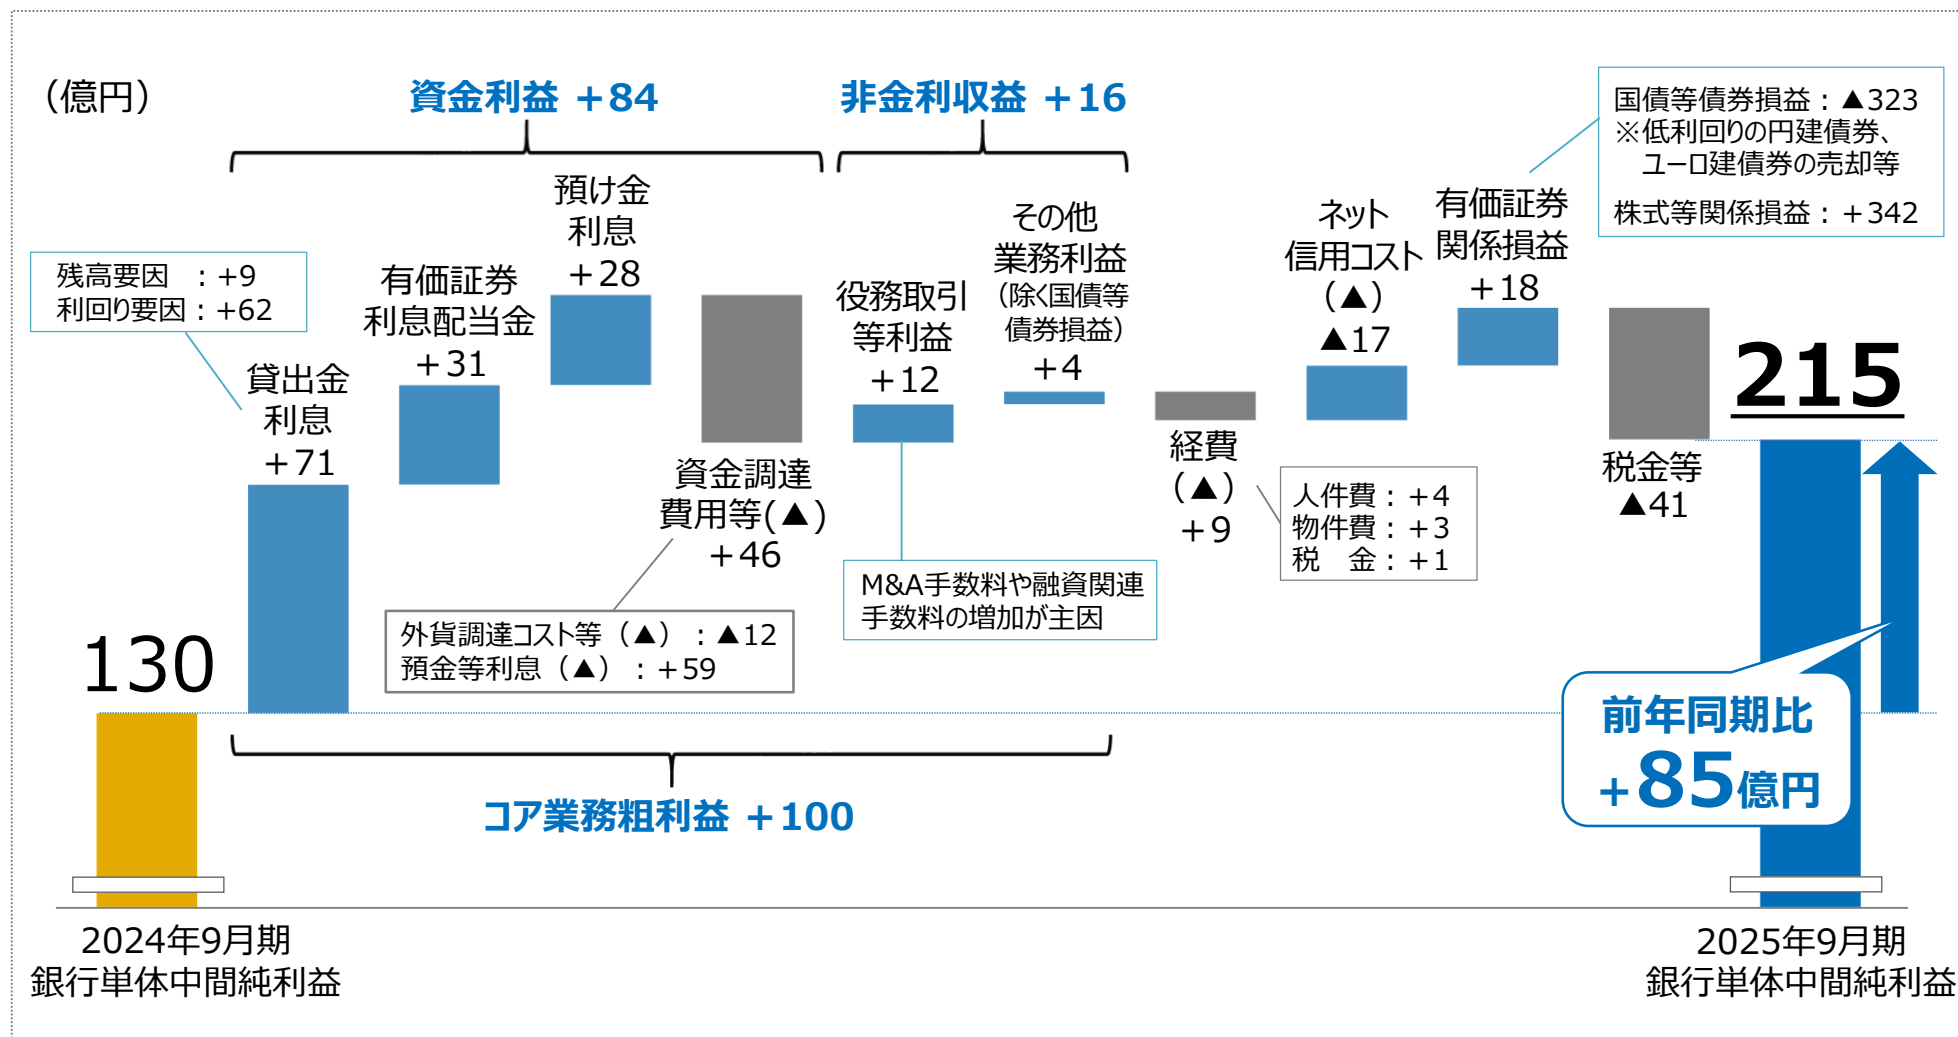 （億円）
資金利益 +84
非金利収益 +16
国債等債券損益：▲323
※低利回りの円建債券、
ユーロ建債券の売却等
株式等関係損益：+342
残高要因　：+9
利回り要因：+62
貸出金
利息
+71
有価証券
利息配当金
+31
預け金
利息
+28
資金調達
費用等(▲)
+46
外貨調達コスト等（▲）：▲12
預金等利息（▲）：+59
役務取引
等利益
+12
M&A手数料や融資関連
手数料の増加が主因
その他
業務利益
（除く国債等
債券損益）
+4
経費
（▲）
+9
人件費：+4
物件費：+3
税　金：+1
ネット
信用コスト
（▲）
▲17
有価証券
関係損益
+18
税金等
▲41
130
215
前年同期比
+85億円
コア業務粗利益 +100
2024年9月期
銀行単体中間純利益
2025年9月期
銀行単体中間純利益